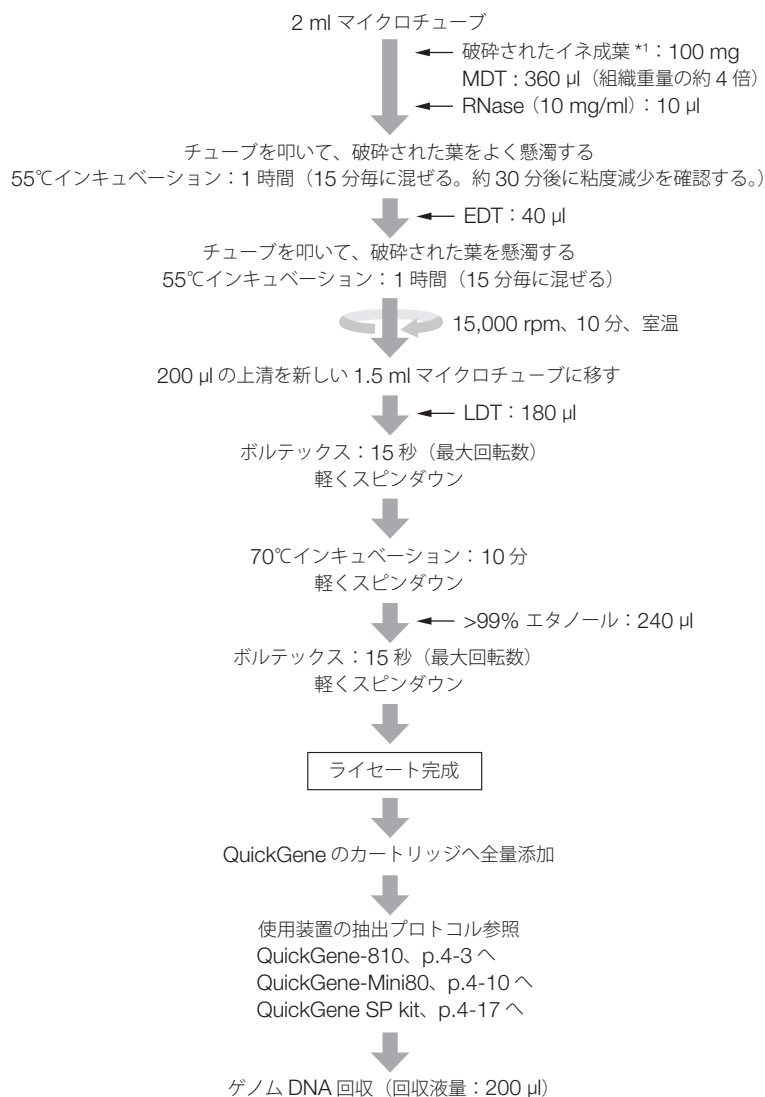 2 ml マイクロチューブ
破砕されたイネ成葉 *1：100 mg
MDT : 360 μl（組織重量の約 4 倍）
RNase（10 mg/ml）：10 μl
チューブを叩いて、破砕された葉をよく懸濁する
55℃インキュベーション：1 時間（15 分毎に混ぜる。約 30 分後に粘度減少を確認する。）
EDT：40 μl
チューブを叩いて、破砕された葉を懸濁する
55℃インキュベーション：1 時間（15 分毎に混ぜる）
15,000 rpm、10 分、室温
200 μl の上清を新しい 1.5 ml マイクロチューブに移す
LDT：180 μl
ボルテックス：15 秒（最大回転数）
軽くスピンダウン
70℃インキュベーション：10 分
軽くスピンダウン
>99% エタノール：240 μl
ボルテックス：15 秒（最大回転数）
軽くスピンダウン
ライセート完成
QuickGene のカートリッジへ全量添加
使用装置の抽出プロトコル参照
QuickGene-810、p.4-3 へ
QuickGene-Mini80、p.4-10 へ
QuickGene SP kit、p.4-17 へ
ゲノム DNA 回収（回収液量：200 μl）